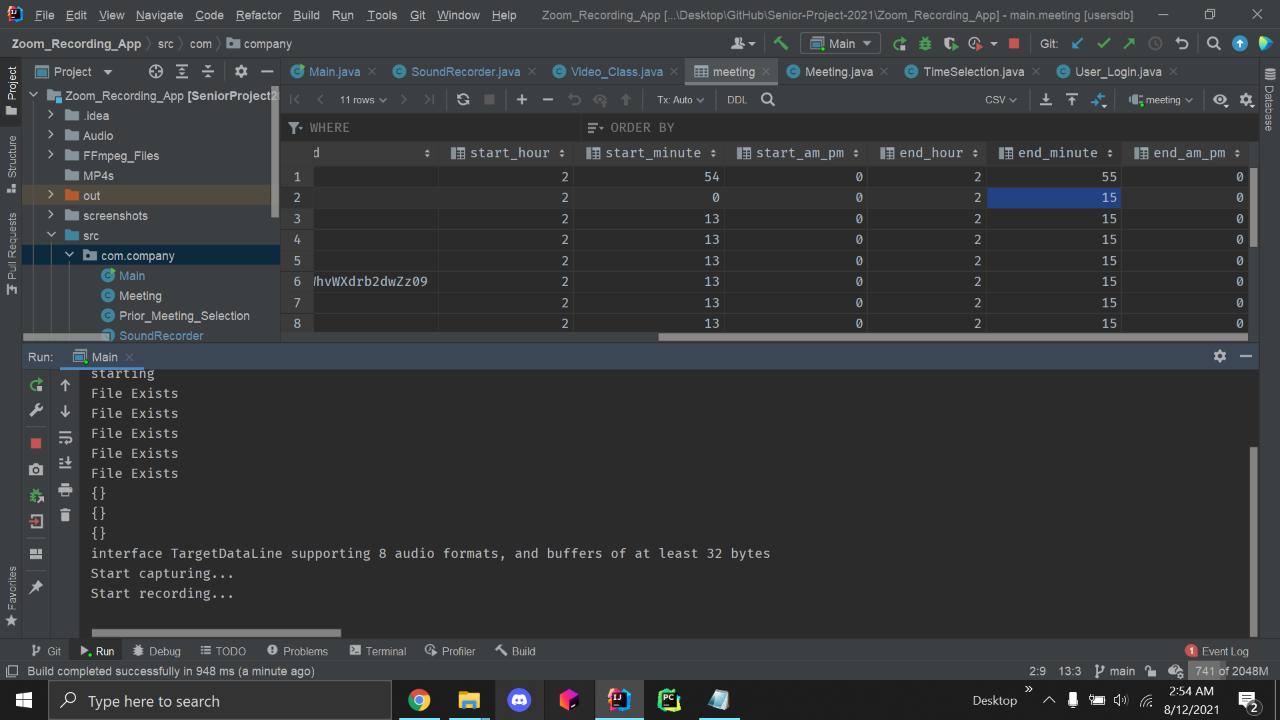 File Edit View Navigate Code Refactor Build Run Tools Git Window Help Zoom_Recording_App [...\Desktop\GitHub\Senior-Project-2021\Zoom_Recording_App] - main.meeting [usersdb]
Zoom_Recording_App src com company Main Git:
Project Main.java SoundRecorder.java Video_Class.java meeting Meeting.java TimeSelection.java User_Login.java
11 rows Tx: Auto DDL CSV meeting
WHERE ORDER BY
d start_hour start_minute start_am_pm end_hour end_minute end_am_pm
1 2 54 0 2 55 0
2 2 0 0 2 15 0
3 2 13 0 2 15 0
4 2 13 0 2 15 0
5 2 13 0 2 15 0
6 WhvWXdrb2dwZz09 2 13 0 2 15 0
7 2 13 0 2 15 0
8 2 13 0 2 15 0
Zoom_Recording_App [SeniorProject2
.idea
Audio
FFmpeg_Files
MP4s
out
screenshots
src
com.company
Main
Meeting
Prior_Meeting_Selection
SoundRecorder
Project
Structure
Pull Requests
Favorites
Database
Run: Main
starting
File Exists
File Exists
File Exists
File Exists
File Exists
{}
{}
{}
interface TargetDataLine supporting 8 audio formats, and buffers of at least 32 bytes
Start capturing...
Start recording...
Git Run Debug TODO Problems Terminal Profiler Build 1 Event Log
Build completed successfully in 948 ms (a minute ago) 2:9 13:3 main 741 of 2048M
Type here to search Desktop » 2:54 AM
8/12/2021 2